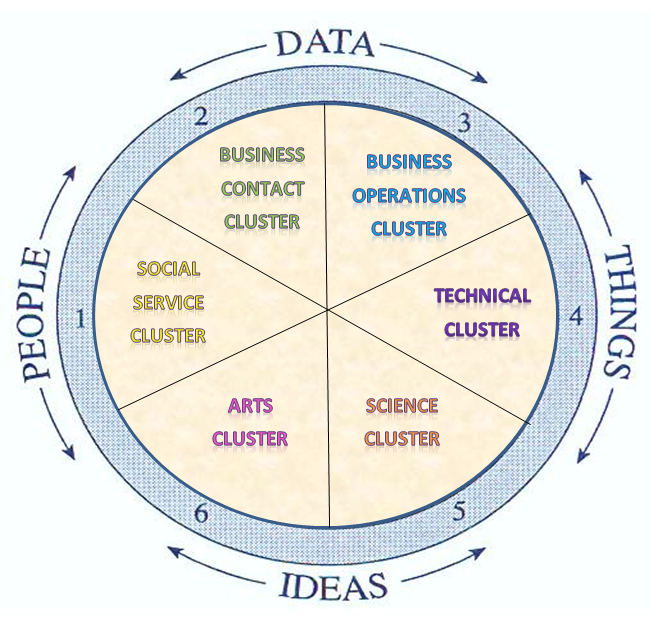 DATA
2
3
BUSINESS
CONTACT
CLUSTER
BUSINESS
OPERATIONS
CLUSTER
PEOPLE
1
SOCIAL
SERVICE
CLUSTER
TECHNICAL
CLUSTER
4
THINGS
ARTS
CLUSTER
SCIENCE
CLUSTER
6
5
IDEAS